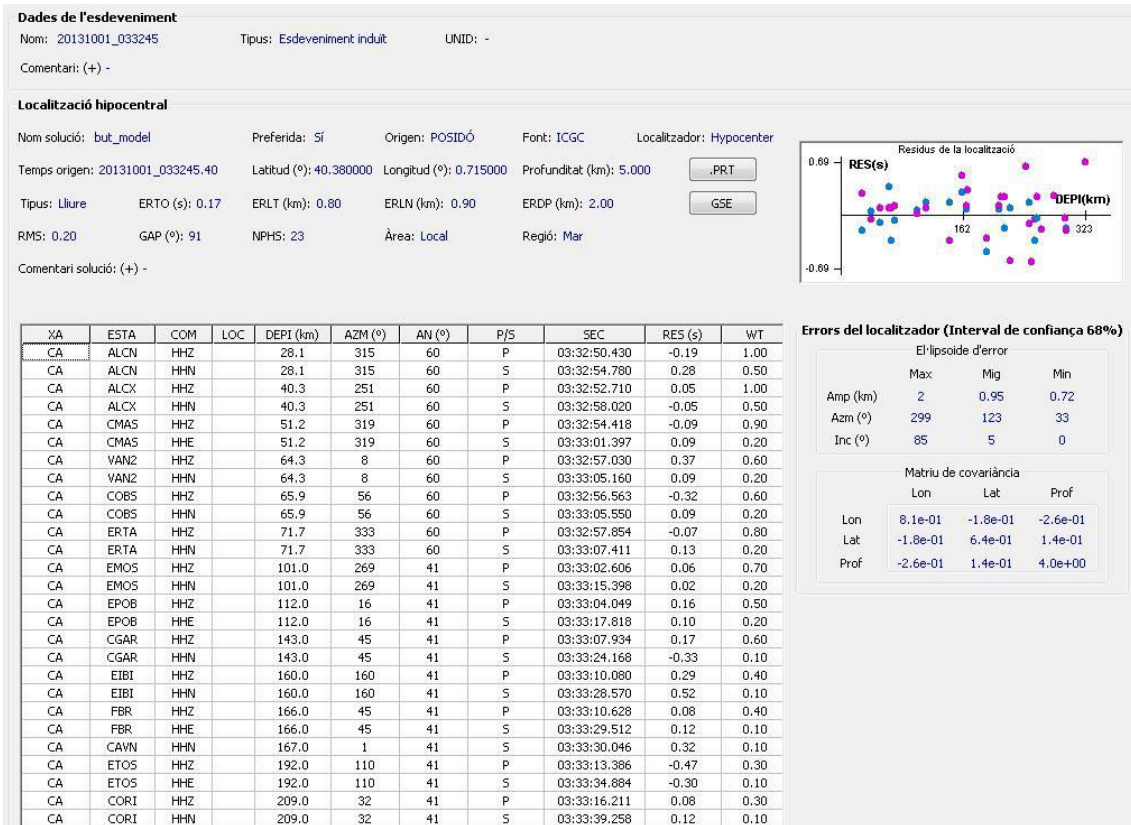 Dades de l'esdeveniment
Nom: 20131001_033245 Tipus: Esdeveniment induït UNID: -
Comentari: (+) -
Localització hipocentral
Nom solució: but_model Preferida: Sí Origen: POSIDÓ Font: ICGC Localitzador: Hypocenter
Temps origen: 20131001_033245.40 Latitud (º): 40.380000 Longitud (º): 0.715000 Profunditat (km): 5.000 .PRT
Tipus: Lliure ERTO (s): 0.17 ERLT (km): 0.80 ERLN (km): 0.90 ERDP (km): 2.00 GSE
RMS: 0.20 GAP (º): 91 NPHS: 23 Àrea: Local Regió: Mar
Comentari solució: (+) -
Residus de la localització
0.69 RES(s)
DEPI(km)
162 323
-0.69
XA ESTA COM LOC DEPI (km) AZM (º) AN (º) P/S SEC RES (s) WT
CA ALCN HHZ 28.1 315 60 P 03:32:50.430 -0.19 1.00
CA ALCN HHN 28.1 315 60 S 03:32:54.780 0.28 0.50
CA ALCX HHZ 40.3 251 60 P 03:32:52.710 0.05 1.00
CA ALCX HHN 40.3 251 60 S 03:32:58.020 -0.05 0.50
CA CMAS HHZ 51.2 319 60 P 03:32:54.418 -0.09 0.90
CA CMAS HHE 51.2 319 60 S 03:33:01.397 0.09 0.20
CA VAN2 HHZ 64.3 8 60 P 03:32:57.030 0.37 0.60
CA VAN2 HHN 64.3 8 60 S 03:33:05.160 0.09 0.20
CA COBS HHZ 65.9 56 60 P 03:32:56.563 -0.32 0.60
CA COBS HHN 65.9 56 60 S 03:33:05.550 0.09 0.20
CA ERTA HHZ 71.7 333 60 P 03:32:57.854 -0.07 0.80
CA ERTA HHN 71.7 333 60 S 03:33:07.411 0.13 0.20
CA EMOS HHZ 101.0 269 41 P 03:33:02.606 0.06 0.70
CA EMOS HHN 101.0 269 41 S 03:33:15.398 0.02 0.20
CA EPOB HHZ 112.0 16 41 P 03:33:04.049 0.16 0.50
CA EPOB HHE 112.0 16 41 S 03:33:17.818 0.10 0.20
CA CGAR HHZ 143.0 45 41 P 03:33:07.934 0.17 0.60
CA CGAR HHN 143.0 45 41 S 03:33:24.168 -0.33 0.10
CA EIBI HHZ 160.0 160 41 P 03:33:10.080 0.29 0.40
CA EIBI HHN 160.0 160 41 S 03:33:28.570 0.52 0.10
CA FBR HHZ 166.0 45 41 P 03:33:10.628 0.08 0.40
CA FBR HHE 166.0 45 41 S 03:33:29.512 0.12 0.10
CA CAVN HHN 167.0 1 41 S 03:33:30.046 0.32 0.10
CA ETOS HHZ 192.0 110 41 P 03:33:13.386 -0.47 0.30
CA ETOS HHE 192.0 110 41 S 03:33:34.884 -0.30 0.10
CA CORI HHZ 209.0 32 41 P 03:33:16.211 0.08 0.30
CA CORI HHN 209.0 32 41 S 03:33:39.258 0.12 0.10
Errors del localitzador (Interval de confiança 68%)
El·lipsoide d'error
Max Mig Min
Amp (km) 2 0.95 0.72
Azm (º) 299 123 33
Inc (º) 85 5 0
Matriu de covariància
Lon Lat Prof
Lon 8.1e-01 -1.8e-01 -2.6e-01
Lat -1.8e-01 6.4e-01 1.4e-01
Prof -2.6e-01 1.4e-01 4.0e+00